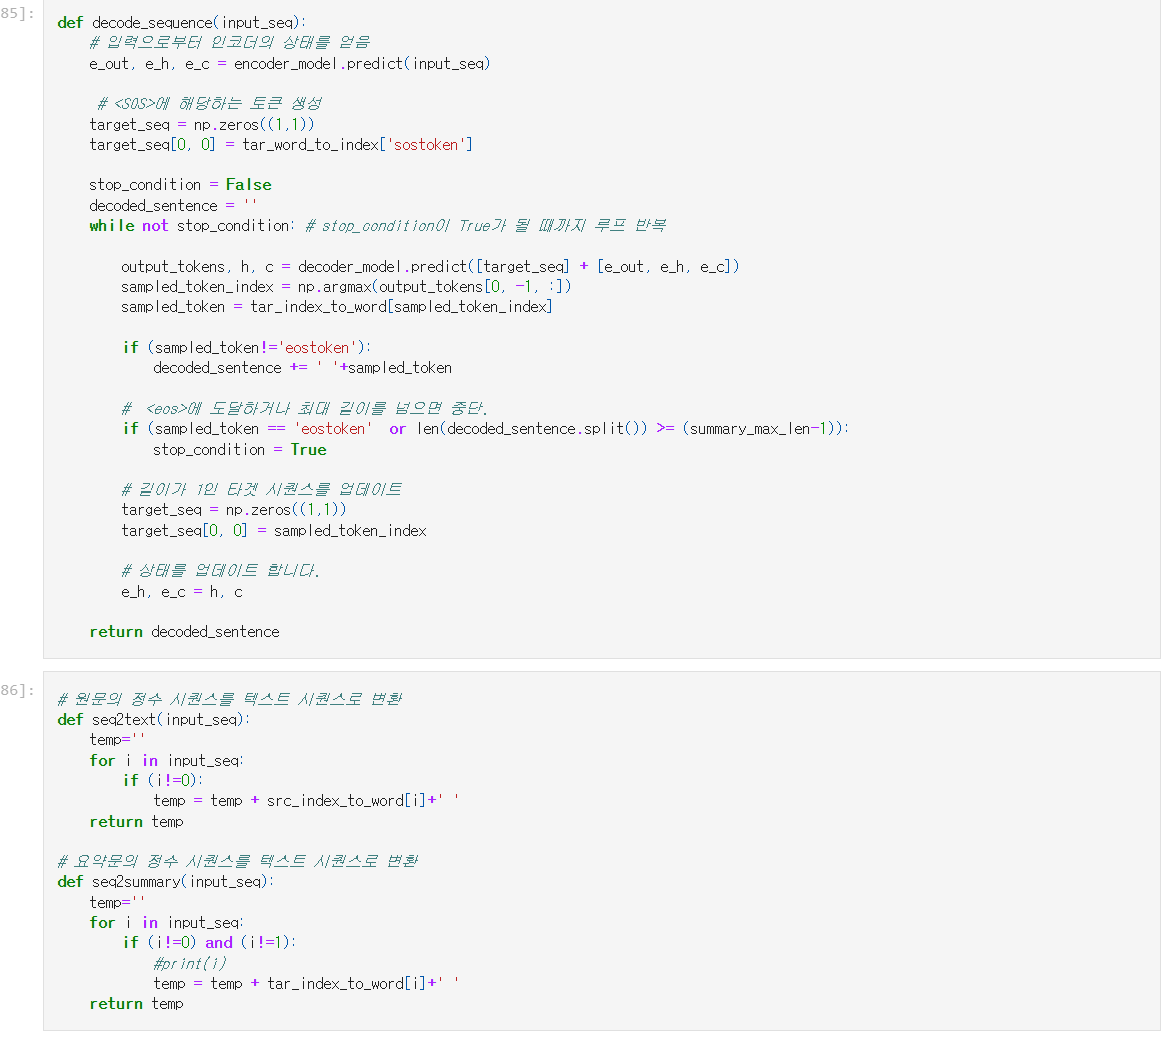 85]:
def decode_sequence(input_seq):
    # 입력으로부터 인코더의 상태를 얻음
    e_out, e_h, e_c = encoder_model.predict(input_seq)
     # <SOS>에 해당하는 토큰 생성
    target_seq = np.zeros((1,1))
    target_seq[0, 0] = tar_word_to_index['sostoken']
    stop_condition = False
    decoded_sentence = ''
    while not stop_condition: # stop_condition이 True가 될 때까지 루프 반복
        output_tokens, h, c = decoder_model.predict([target_seq] + [e_out, e_h, e_c])
        sampled_token_index = np.argmax(output_tokens[0, -1, :])
        sampled_token = tar_index_to_word[sampled_token_index]
        if (sampled_token!='eostoken'):
            decoded_sentence += ' '+sampled_token
        #  <eos>에 도달하거나 최대 길이를 넘으면 중단.
        if (sampled_token == 'eostoken'  or len(decoded_sentence.split()) >= (summary_max_len-1)):
            stop_condition = True
        # 길이가 1인 타겟 시퀀스를 업데이트
        target_seq = np.zeros((1,1))
        target_seq[0, 0] = sampled_token_index
        # 상태를 업데이트 합니다.
        e_h, e_c = h, c
    return decoded_sentence
86]:
# 원문의 정수 시퀀스를 텍스트 시퀀스로 변환
def seq2text(input_seq):
    temp=''
    for i in input_seq:
        if (i!=0):
            temp = temp + src_index_to_word[i]+' '
    return temp
# 요약문의 정수 시퀀스를 텍스트 시퀀스로 변환
def seq2summary(input_seq):
    temp=''
    for i in input_seq:
        if (i!=0) and (i!=1):
            #print(i)
            temp = temp + tar_index_to_word[i]+' '
    return temp